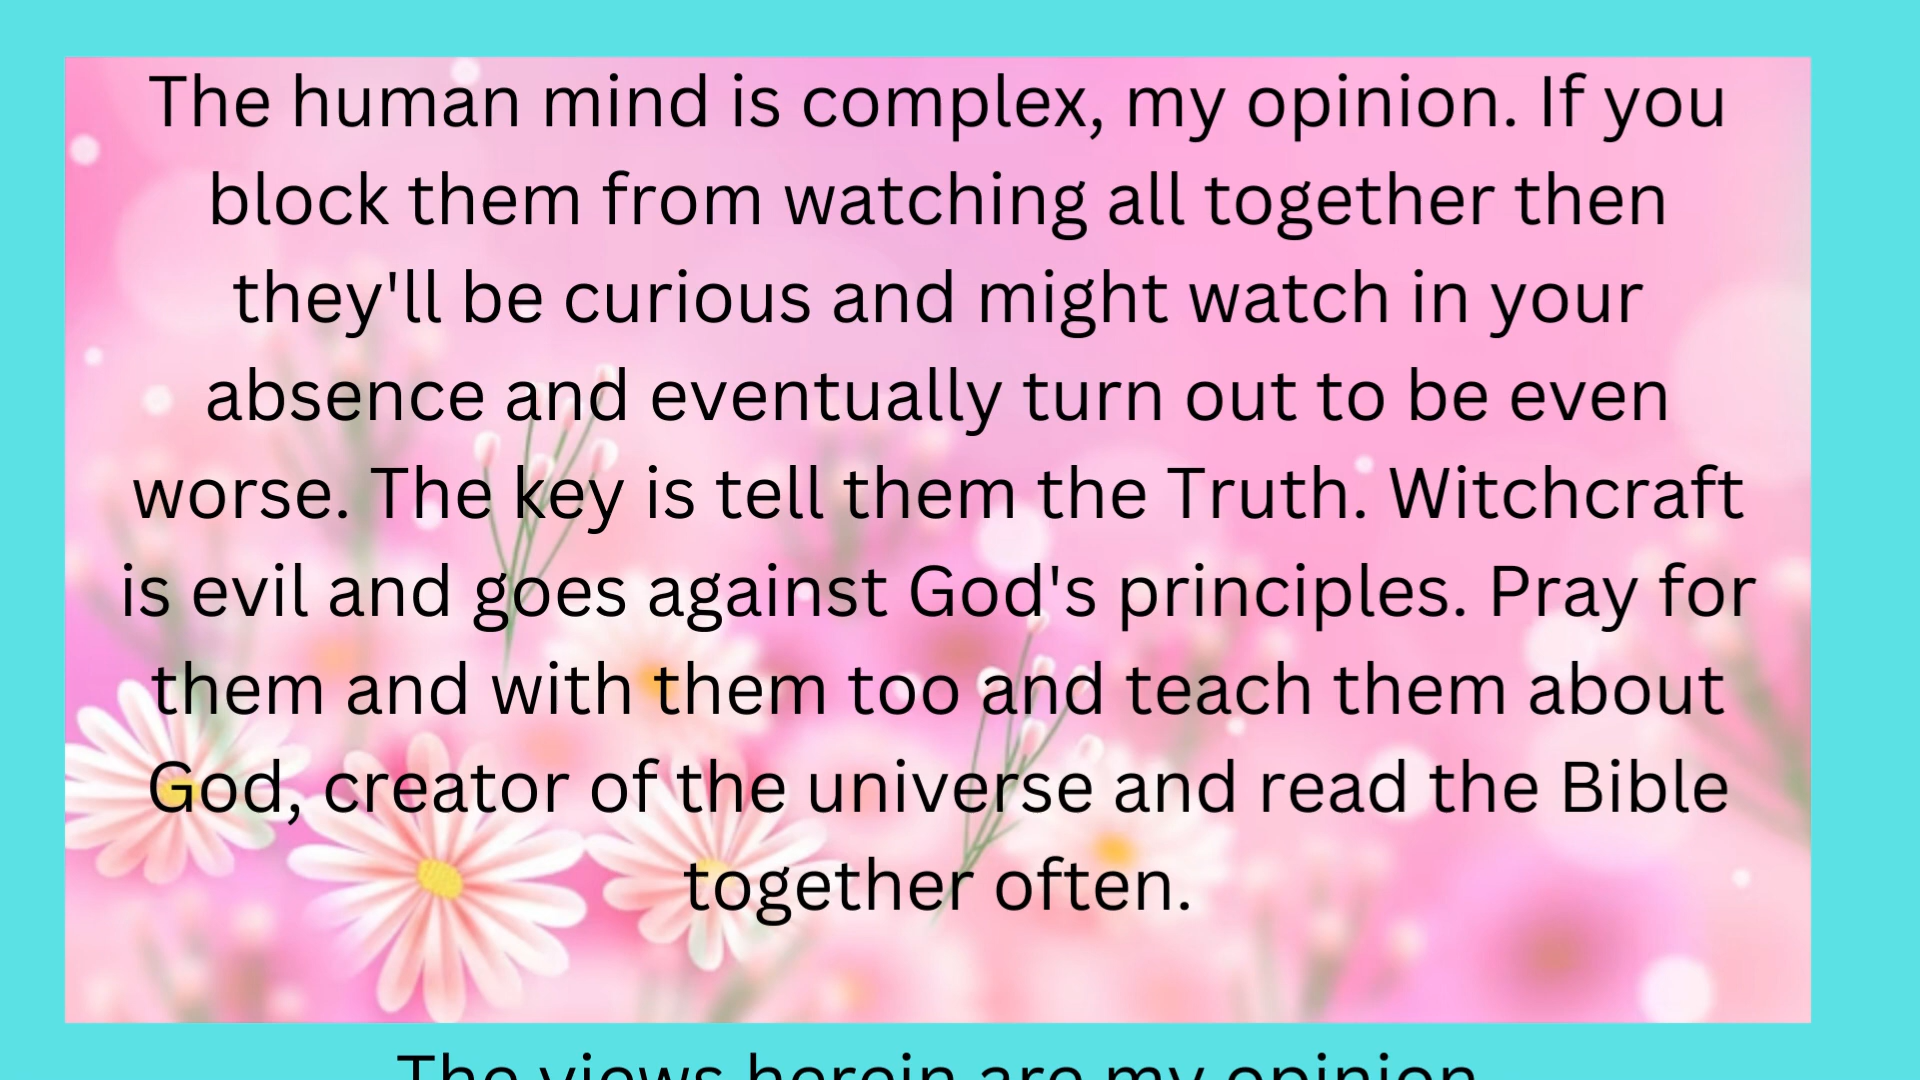 The human mind is complex, my opinion. If you
block them from watching all together then
they'll be curious and might watch in your
absence and eventually turn out to be even
worse. The key is tell them the Truth. Witchcraft
is evil and goes against God's principles. Pray for
them and with them too and teach them about
God, creator of the universe and read the Bible
together often.
The views herein are my opinion